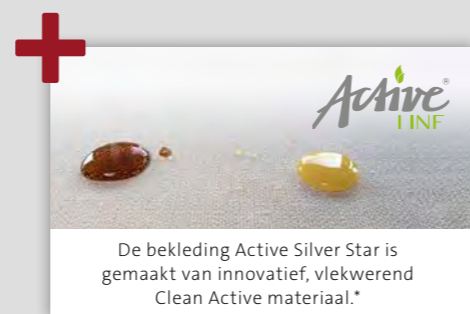 Active®
LINE
De bekleding Active Silver Star is
gemaakt van innovatief, vlekwerend
Clean Active materiaal.*